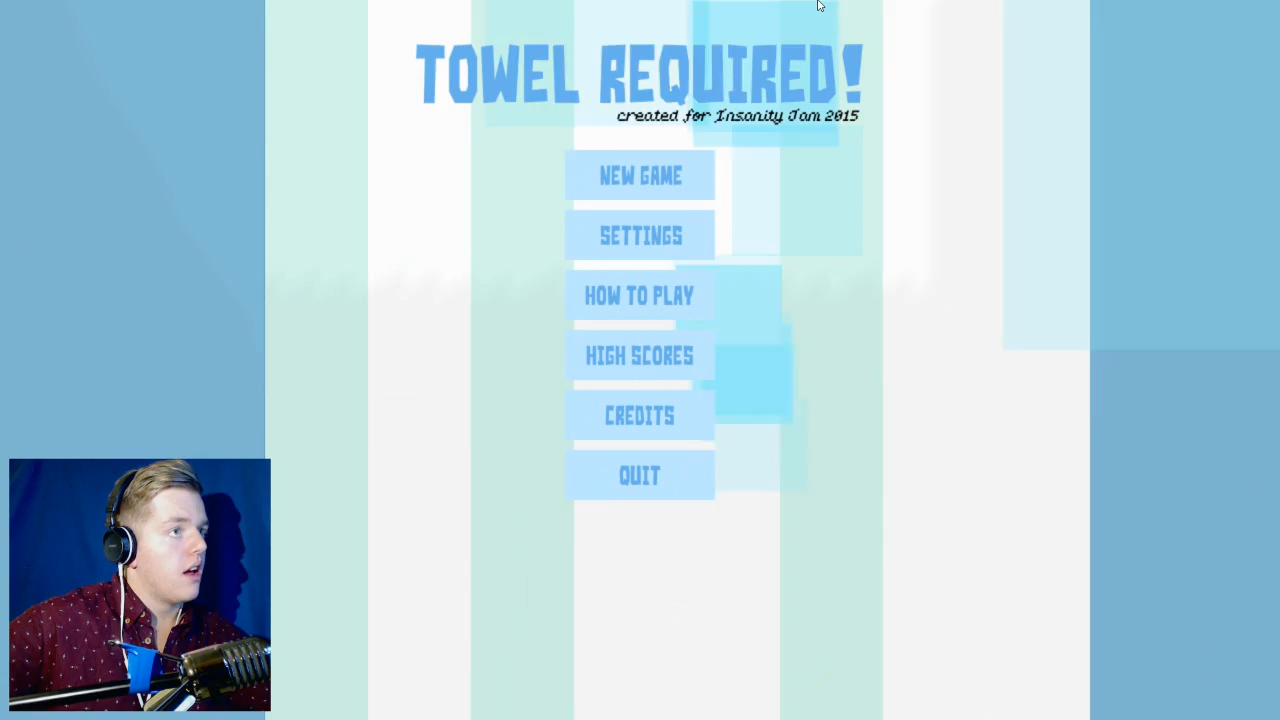 TOWEL REQUIRED!
created for Insanity Jam 2015
NEW GAME
SETTINGS
HOW TO PLAY
HIGH SCORES
CREDITS
QUIT